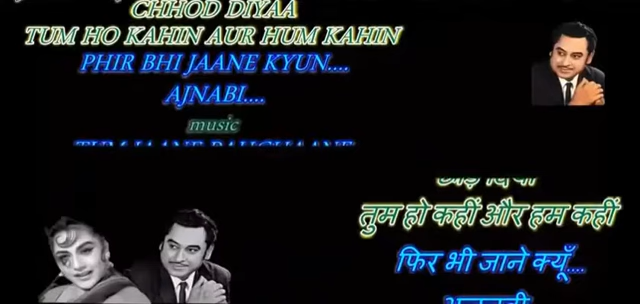 CHHOD DIYAA
TUM HO KAHIN AUR HUM KAHIN
PHIR BHI JAANE KYUN....
AJNABI....
music
तुम हो कहीं और हम कहीं
फिर भी जाने क्यूँ....